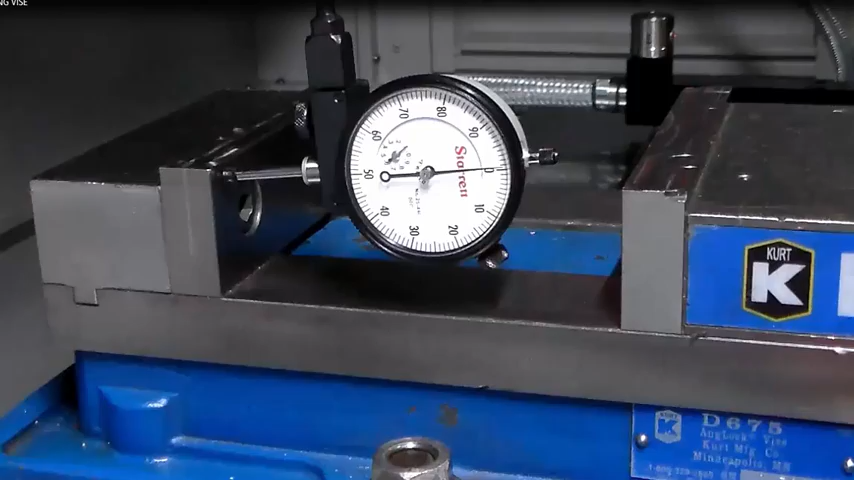 NG VISE
80
70
90
60
Starrett
50
0
40
10
30
20
KURT
K
K
D675
AngLock® Vise
Kurt Mfg Co
Minneapolis, MN